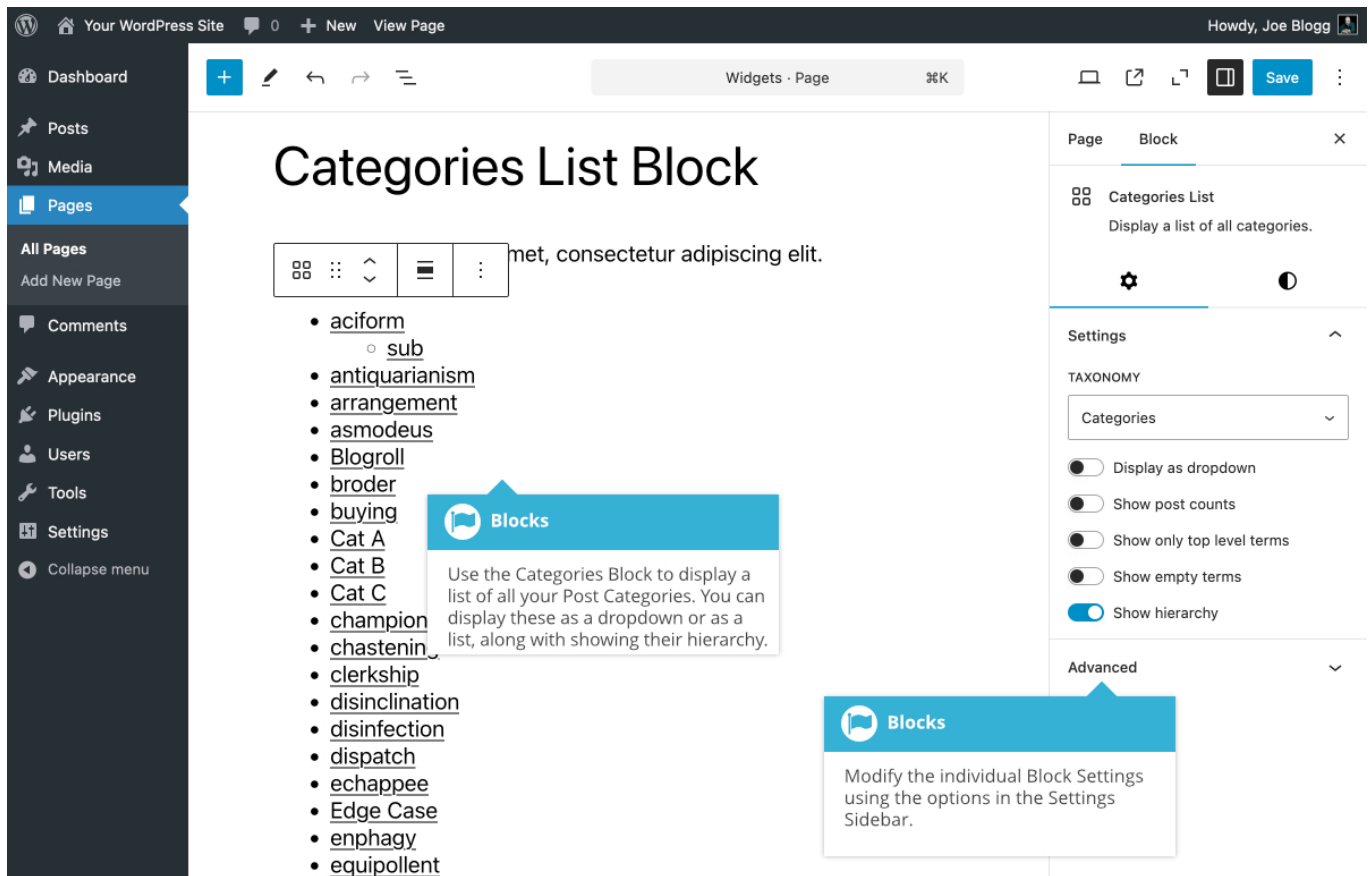 Your WordPress Site 0 New View Page Howdy, Joe Blogg
Dashboard
Posts
Media
Pages
All Pages
Add New Page
Comments
Appearance
Plugins
Users
Tools
Settings
Collapse menu
Widgets · Page ⌘K
Save
Categories List Block
met, consectetur adipiscing elit.
aciform
sub
antiquarianism
arrangement
asmodeus
Blogroll
broder
buying
Cat A
Cat B
Cat C
champion
chastening
clerkship
disinclination
disinfection
dispatch
echappee
Edge Case
enphagy
equipollent
Blocks
Use the Categories Block to display a
list of all your Post Categories. You can
display these as a dropdown or as a
list, along with showing their hierarchy.
Page Block
Categories List
Display a list of all categories.
Settings
TAXONOMY
Categories
Display as dropdown
Show post counts
Show only top level terms
Show empty terms
Show hierarchy
Advanced
Blocks
Modify the individual Block Settings
using the options in the Settings
Sidebar.